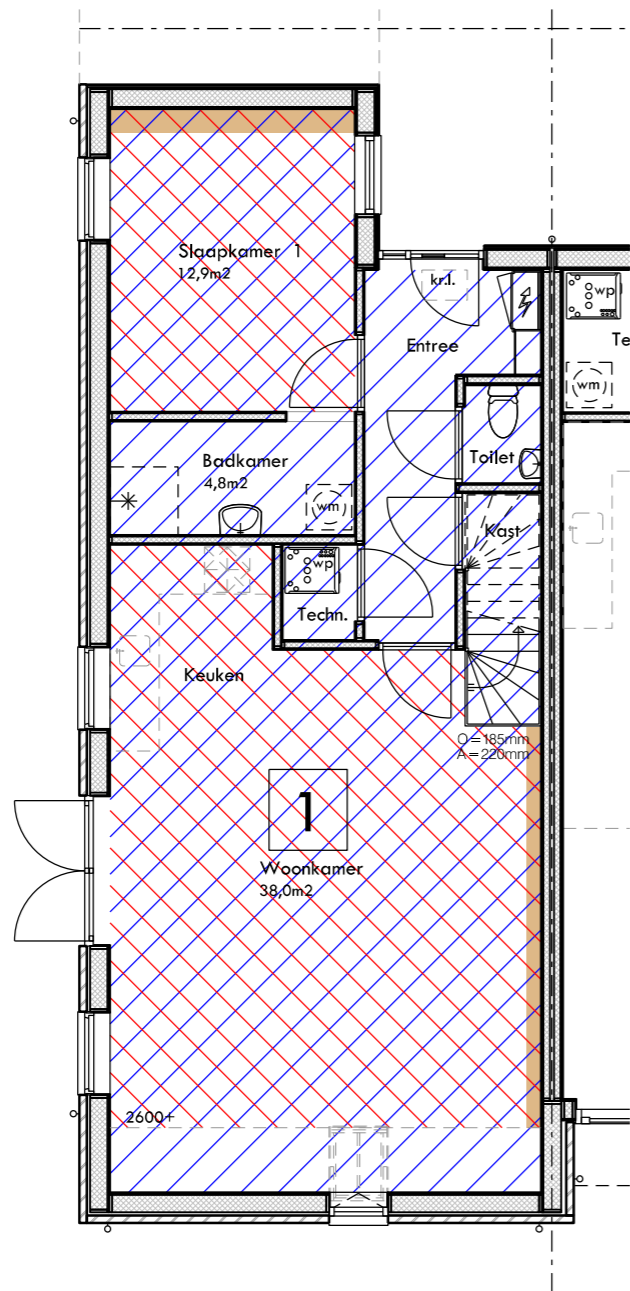 Slaapkamer 1
12,9m2
kr.l.
Entree
wp
Te
wm
Badkamer
4,8m2
wm
Toilet
Kast
wp
Techn.
Keuken
O=185mm
A=220mm
1
Woonkamer
38,0m2
2600+